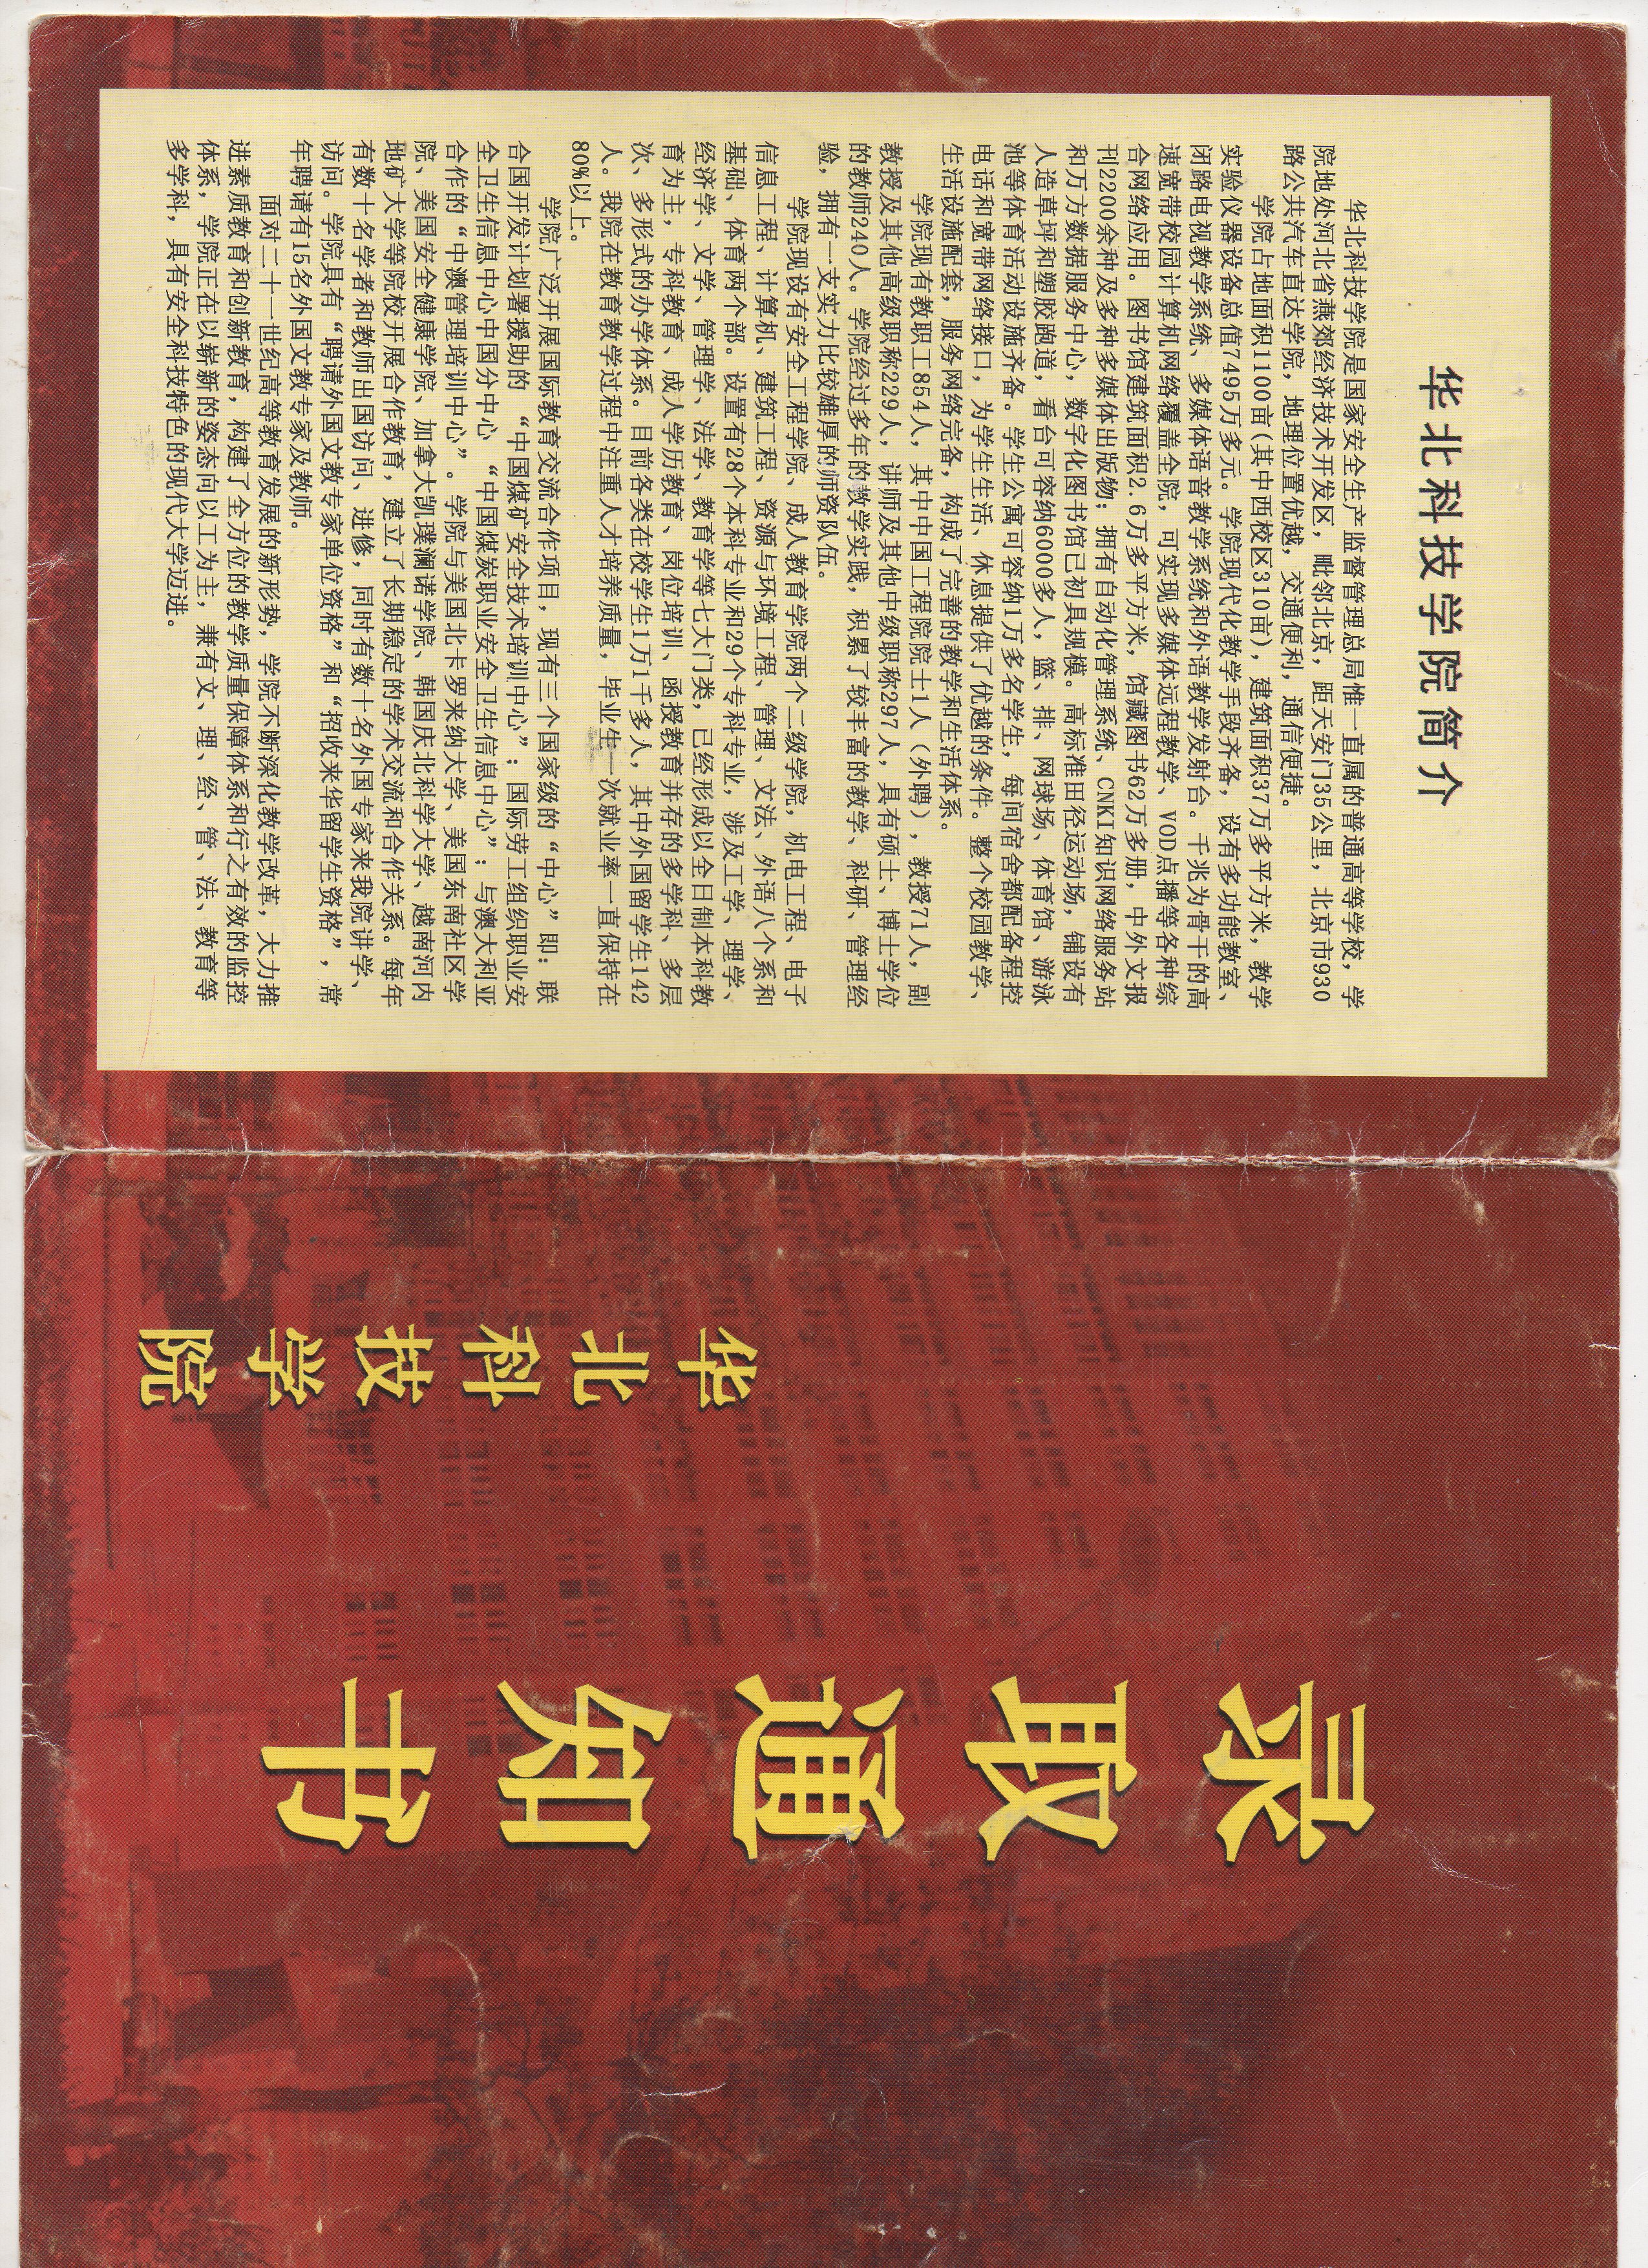 华北科技学院简介
华北科技学院是国家安全生产监督管理总局惟一直属的普通高等学校，学
院地处河北省燕郊经济技术开发区，毗邻北京，距天安门35公里，北京市930
路公共汽车直达学院，地理位置优越，交通便利，通信便捷。
学院占地面积1100亩(其中西校区310亩)，建筑面积37万多平方米，教学
实验仪器设备总值7495万多元。学院现代化教学手段齐备，设有多功能教室、
闭路电视教学系统、多媒体语音教学系统和外语教学发射台。千兆为骨干的高
速宽带校园计算机网络覆盖全院，可实现多媒体远程教学、VOD点播等各种综
合网络应用。图书馆建筑面积2.6万多平方米，馆藏图书62万多册，中外文报
刊2200余种及多种多媒体出版物；拥有自动化管理系统、CNKI知识网络服务站
和万方数据服务中心，数字化图书馆已初具规模。高标准田径运动场，铺设有
人造草坪和塑胶跑道，看台可容纳6000多人，篮、排、网球场、体育馆、游泳
池等体育活动设施齐备。学生公寓可容纳1万多名学生，每间宿舍都配备程控
电话和宽带网络接口，为学生生活、休息提供了优越的条件。整个校园教学、
生活设施配套，服务网络完备，构成了完善的教学和生活体系。
学院现有教职工854人，其中中国工程院院士1人（外聘），教授71人，副
教授及其他高级职称229人，讲师及其他中级职称297人，具有硕士、博士学位
的教师240人。学院经过多年的教学实践，积累了较丰富的教学、科研、管理经
验，拥有一支实力比较雄厚的师资队伍。
学院现设有安全工程学院、成人教育学院两个二级学院，机电工程、电子
信息工程、计算机、建筑工程、资源与环境工程、管理、文法、外语八个系和
基础、体育两个部。设置有28个本科专业和29个专科专业，涉及工学、理学、
经济学、文学、管理学、法学、教育学等七大门类，已经形成以全日制本科教
育为主，专科教育、成人学历教育、岗位培训、函授教育并存的多学科、多层
次、多形式的办学体系。目前各类在校学生1万1千多人，其中外国留学生142
人。我院在教育教学过程中注重人才培养质量，毕业生一次就业率一直保持在
80%以上。
学院广泛开展国际教育交流合作项目，现有三个国家级的“中心”即：联
合国开发计划署援助的“中国煤矿安全技术培训中心”；国际劳工组织职业安
全卫生信息中心中国分中心“中国煤炭职业安全卫生信息中心”；与澳大利亚
合作的“中澳管理培训中心”。学院与美国北卡罗来纳大学、美国东南社区学
院、美国安全健康学院、加拿大凯璞澜诺学院、韩国庆北科学大学、越南河内
地矿大学等院校开展合作教育，建立了长期稳定的学术交流和合作关系。每年
有数十名学者和教师出国访问、进修，同时有数十名外国专家来我院讲学、
访问。学院具有“聘请外国文教专家单位资格”和“招收来华留学生资格”，常
年聘请有15名外国文教专家及教师。
面对二十一世纪高等教育发展的新形势，学院不断深化教学改革，大力推
进素质教育和创新教育，构建了全方位的教学质量保障体系和行之有效的监控
体系，学院正在以崭新的姿态向以工为主，兼有文、理、经、管、法、教育等
多学科，具有安全科技特色的现代大学迈进。
华北科技学院
录取通知书